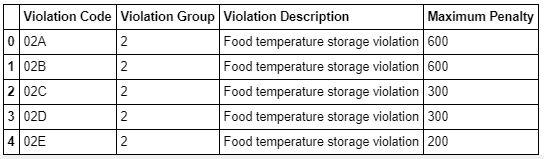 Violation Code Violation Group Violation Description Maximum Penalty
0 02A 2 Food temperature storage violation 600
1 02B 2 Food temperature storage violation 600
2 02C 2 Food temperature storage violation 300
3 02D 2 Food temperature storage violation 300
4 02E 2 Food temperature storage violation 200